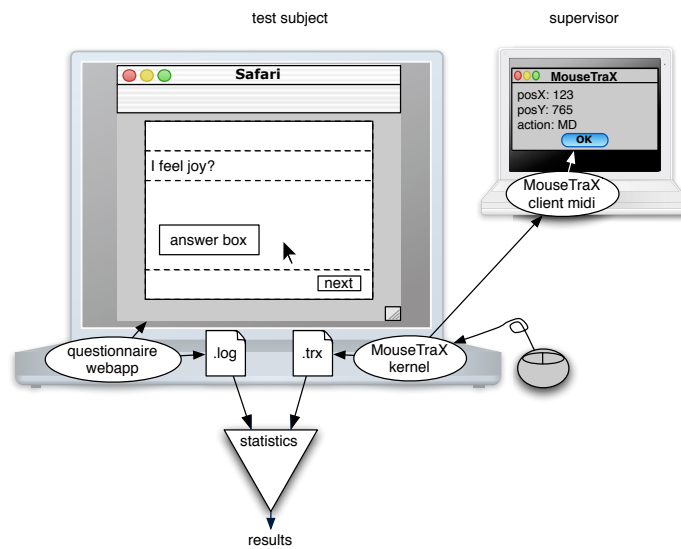 test subject
supervisor
Safari
I feel joy?
answer box
next
MouseTraX
posX: 123
posY: 765
action: MD
OK
MouseTraX
client midi
questionnaire
webapp
.log
.trx
MouseTraX
kernel
statistics
results